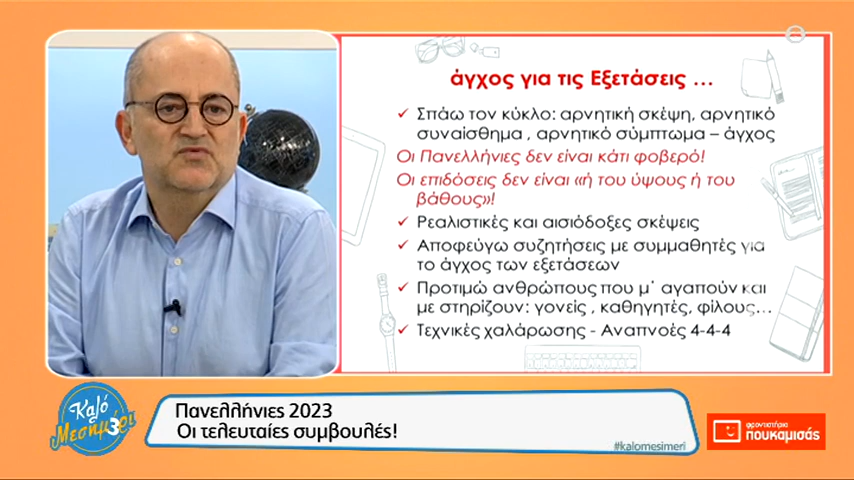 άγχος για τις Εξετάσεις ...
✓ Σπάω τον κύκλο: αρνητική σκέψη, αρνητικό
συναίσθημα , αρνητικό σύμπτωμα – άγχος
Οι Πανελλήνιες δεν είναι κάτι φοβερό!
Οι επιδόσεις δεν είναι «ή του ύψους ή του
βάθους»!
✓ Ρεαλιστικές και αισιόδοξες σκέψεις
✓ Αποφεύγω συζητήσεις με συμμαθητές για
το άγχος των εξετάσεων
✓ Προτιμώ ανθρώπους που μ΄ αγαπούν και
με στηρίζουν: γονείς , καθηγητές, φίλους...
✓ Τεχνικές χαλάρωσης - Αναπνοές 4-4-4
Καλό
Μεσημέρι
3
Πανελλήνιες 2023
Οι τελευταίες συμβουλές!
#kalomesimeri
φροντιστήρια
πουκαμισάς